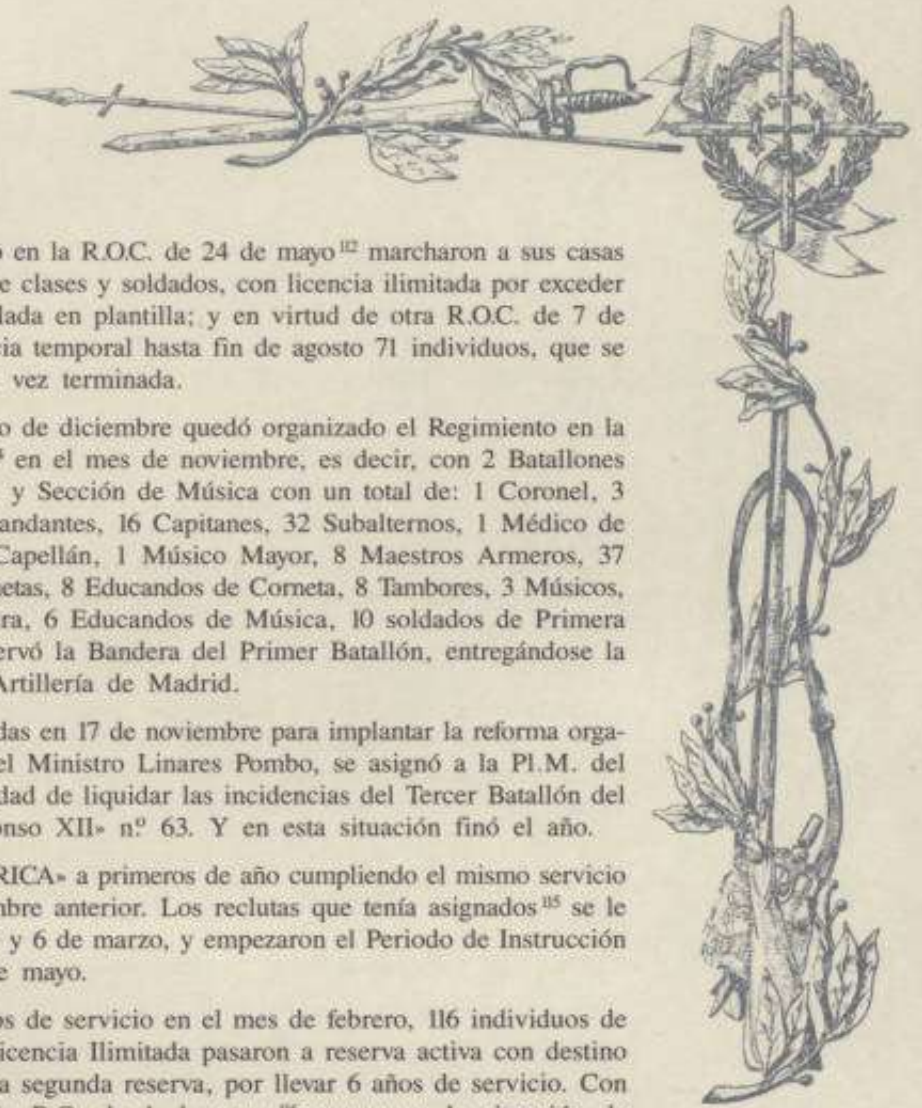 en la R.O.C. de 24 de mayo 112 marcharon a sus casas
e clases y soldados, con licencia ilimitada por exceder
lada en plantilla; y en virtud de otra R.O.C. de 7 de
cia temporal hasta fin de agosto 71 individuos, que se
vez terminada.
o de diciembre quedó organizado el Regimiento en la
en el mes de noviembre, es decir, con 2 Batallones
y Sección de Música con un total de: 1 Coronel, 3
andantes, 16 Capitanes, 32 Subalternos, 1 Médico de
Capellán, 1 Músico Mayor, 8 Maestros Armeros, 37
netas, 8 Educandos de Corneta, 8 Tambores, 3 Músicos,
ra, 6 Educandos de Música, 10 soldados de Primera
ervó la Bandera del Primer Batallón, entregándose la
Artillería de Madrid.
das en 17 de noviembre para implantar la reforma orga-
el Ministro Linares Pombo, se asignó a la Pl.M. del
dad de liquidar las incidencias del Tercer Batallón del
onso XII» n.º 63. Y en esta situación finó el año.
RICA» a primeros de año cumpliendo el mismo servicio
mbre anterior. Los reclutas que tenía asignados 115 se le
y 6 de marzo, y empezaron el Periodo de Instrucción
e mayo.
os de servicio en el mes de febrero, 116 individuos de
icencia Ilimitada pasaron a reserva activa con destino
a segunda reserva, por llevar 6 años de servicio. Con